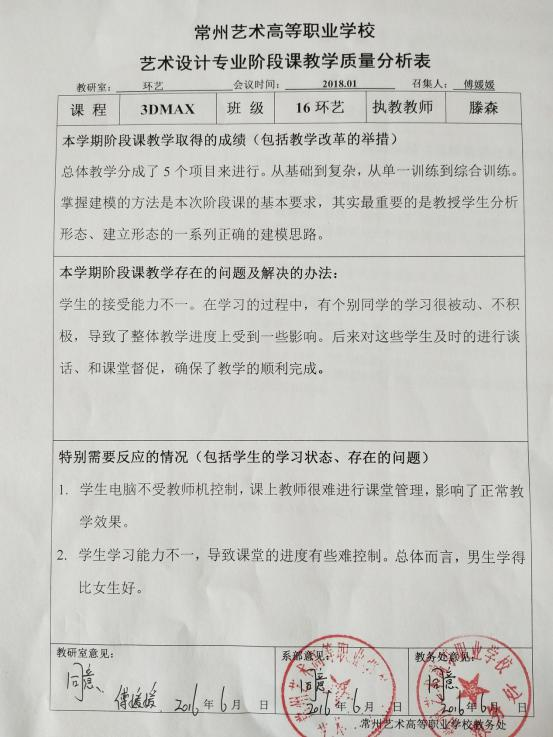 常州艺术高等职业学校
艺术设计专业阶段课教学质量分析表
教研室： 环艺 会议时间： 2018.01 召集人： 傅媛媛
课 程 3DMAX 班 级 16 环艺 执教教师 滕森
本学期阶段课教学取得的成绩（包括教学改革的举措）
总体教学分成了 5 个项目来进行。从基础到复杂，从单一训练到综合训练。
掌握建模的方法是本次阶段课的基本要求，其实最重要的是教授学生分析
形态、建立形态的一系列正确的建模思路。
本学期阶段课教学存在的问题及解决的办法：
学生的接受能力不一。在学习的过程中，有个别同学的学习很被动、不积
极，导致了整体教学进度上受到一些影响。后来对这些学生及时的进行谈
话、和课堂督促，确保了教学的顺利完成。
特别需要反应的情况（包括学生的学习状态、存在的问题）
1. 学生电脑不受教师机控制，课上教师很难进行课堂管理，影响了正常教
学效果。
2. 学生学习能力不一，导致课堂的进度有些难控制。总体而言，男生学得
比女生好。
教研室意见： 系部意见： 教务处意见：
同意、 同意 同意
傅媛媛 2016 年 6 月 日 2016 年 6 月 日 2016 年 6 月 日
常州艺术高等职业学校教务处